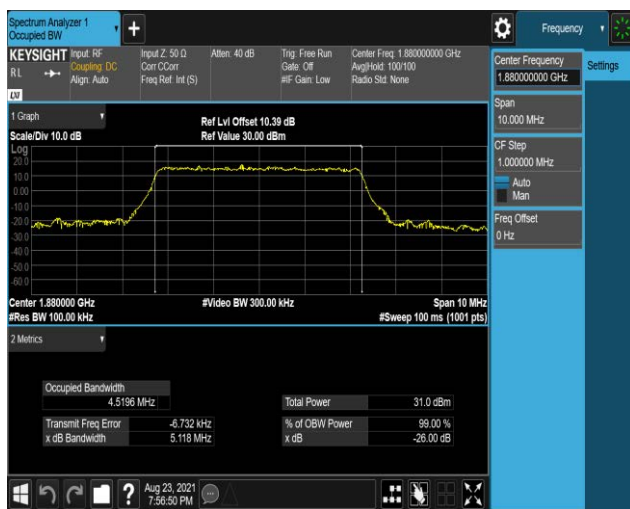 Spectrum Analyzer 1
Occupied BW
+
Frequency
KEYSIGHT
RL
LXI
Input: RF
Coupling: DC
Align: Auto
Input Z: 50 Ω
Corr CCorr
Freq Ref: Int (S)
Atten: 40 dB
Trig: Free Run
Gate: Off
#IF Gain: Low
Center Freq: 1.880000000 GHz
Avg|Hold: 100/100
Radio Std: None
Center Frequency
1.880000000 GHz
Settings
Span
10.000 MHz
CF Step
1.000000 MHz
Auto
Man
Freq Offset
0 Hz
1 Graph
Scale/Div 10.0 dB
Ref Lvl Offset 10.39 dB
Ref Value 30.00 dBm
Log
20.0
10.0
0.00
-10.0
-20.0
-30.0
-40.0
-50.0
-60.0
Center 1.880000 GHz
#Video BW 300.00 kHz
Span 10 MHz
#Res BW 100.00 kHz
#Sweep 100 ms (1001 pts)
2 Metrics
Occupied Bandwidth
4.5196 MHz
Total Power 31.0 dBm
Transmit Freq Error -6.732 kHz
% of OBW Power 99.00 %
x dB Bandwidth 5.118 MHz
x dB -26.00 dB
?
Aug 23, 2021
7:56:50 PM